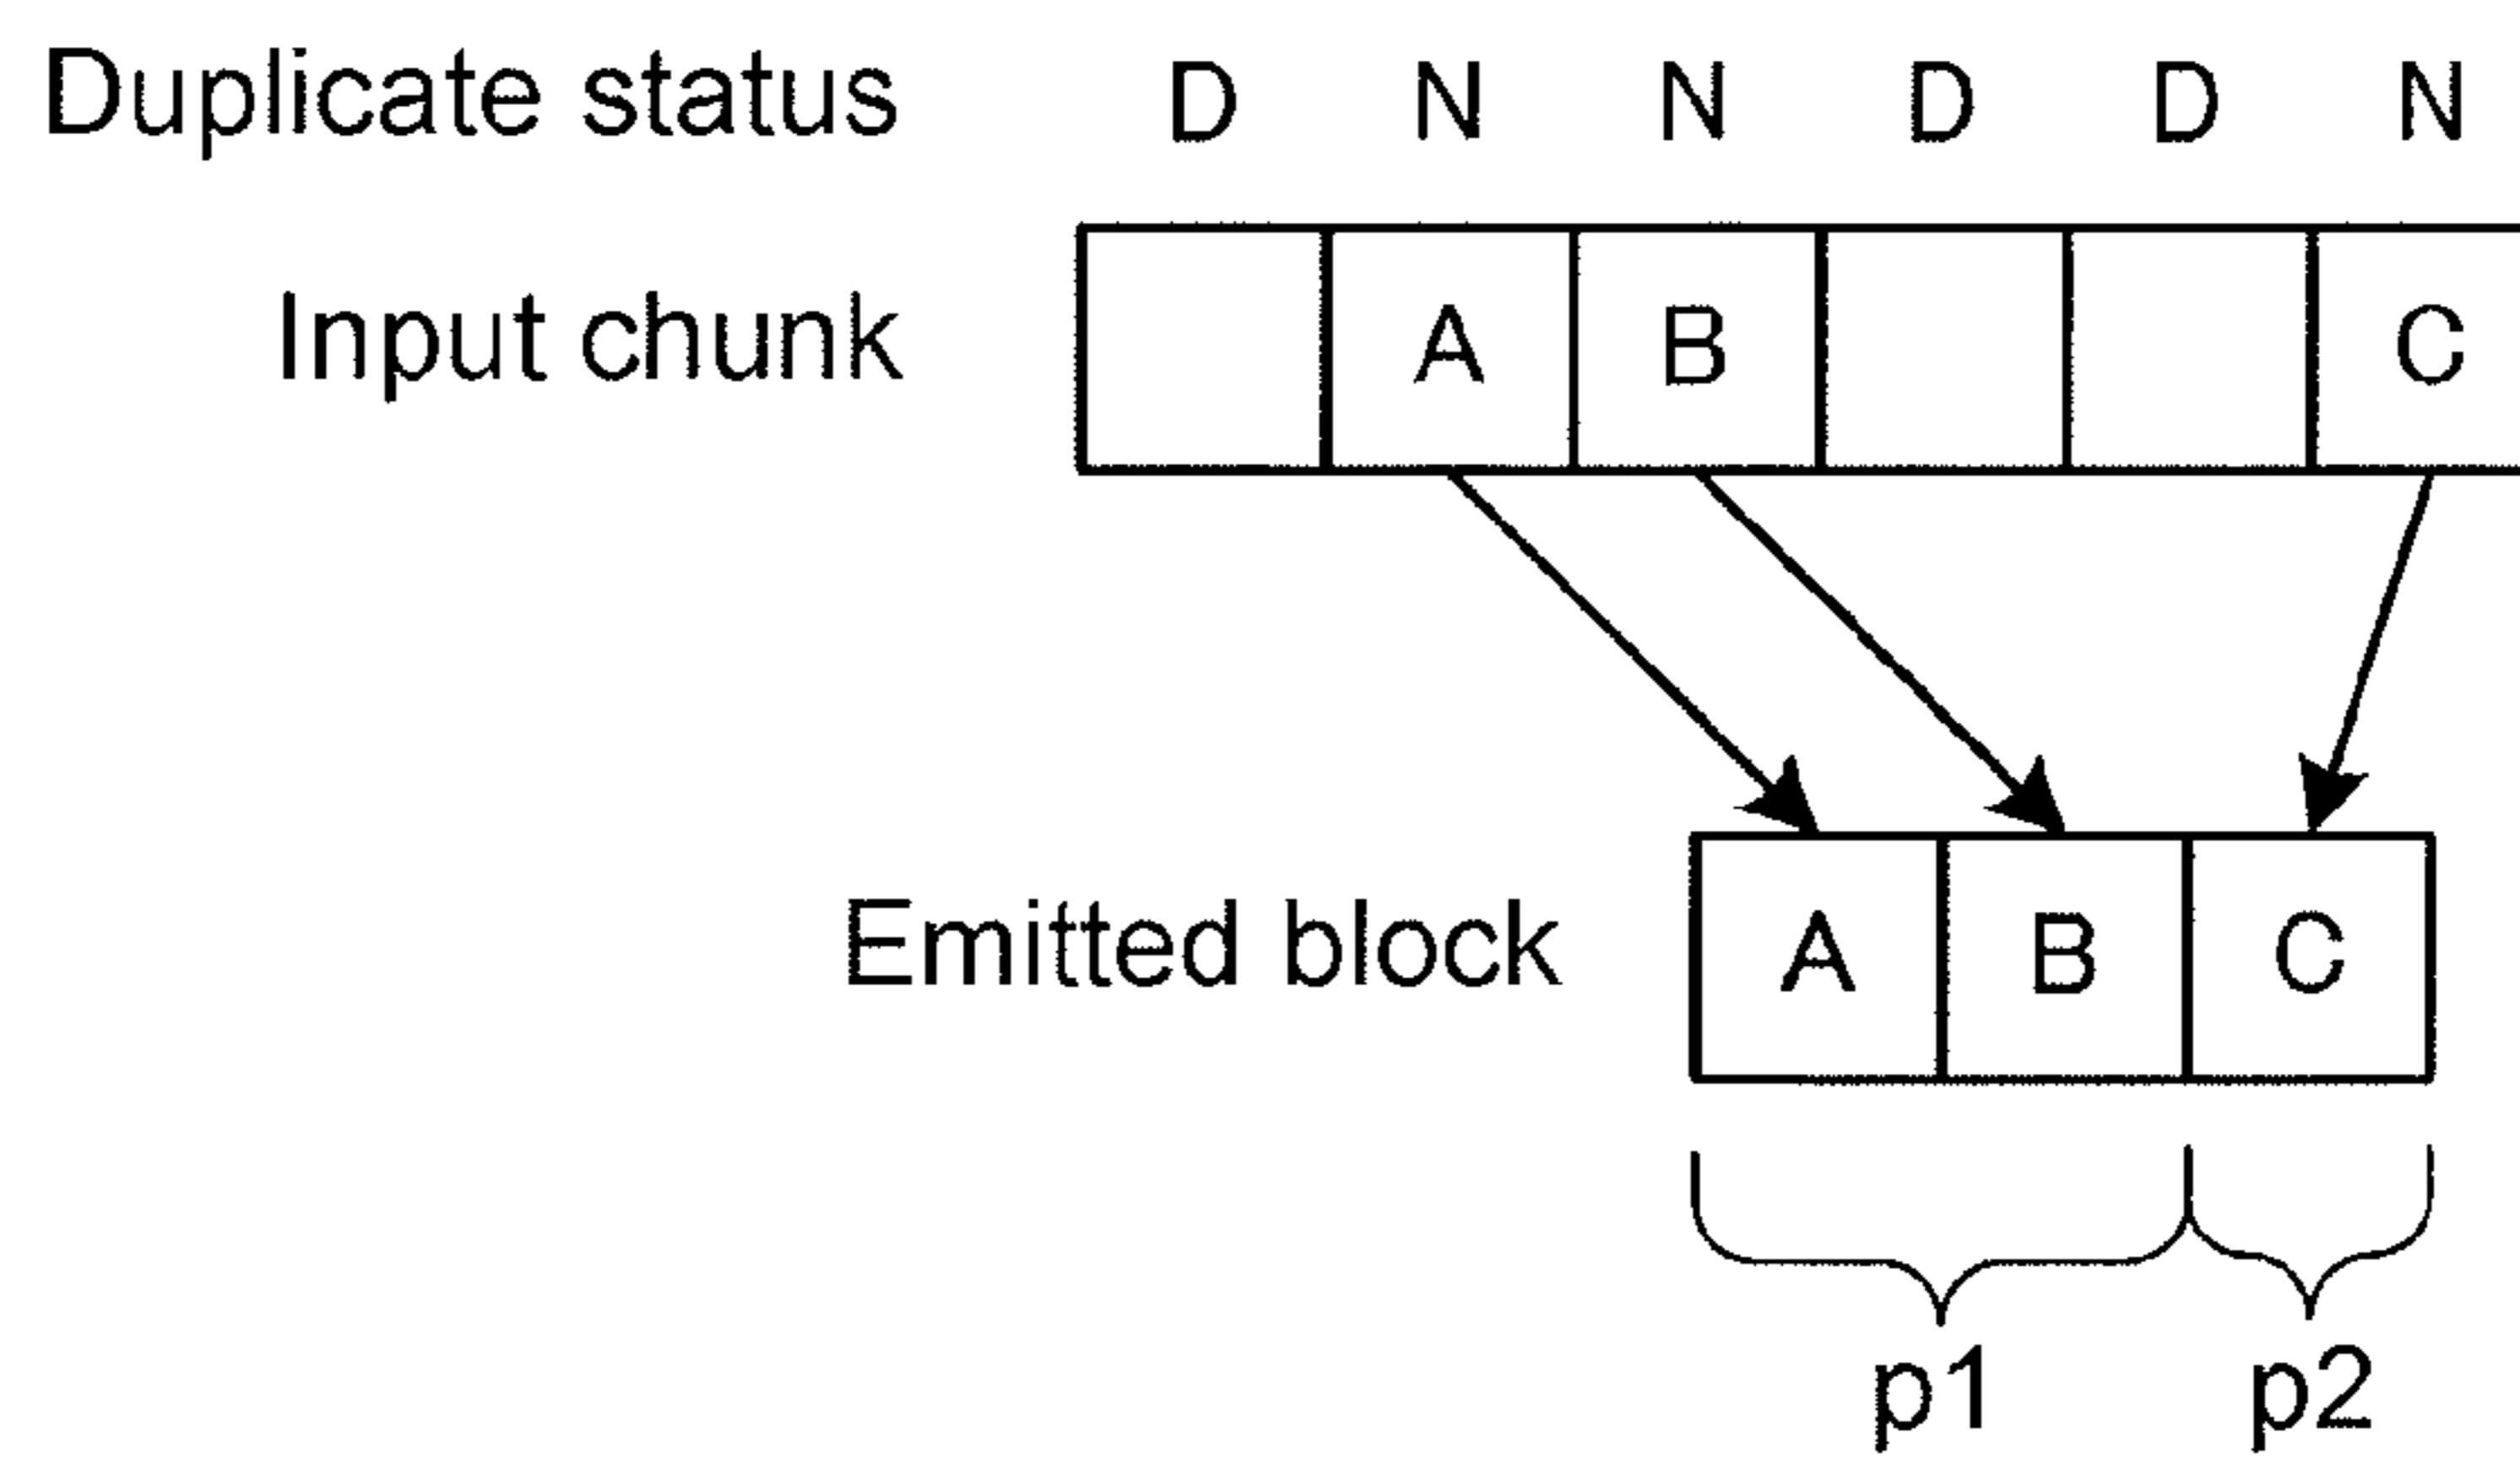 Duplicate status D N N D D N
Input chunk A B C
Emitted block A B C
p1 p2